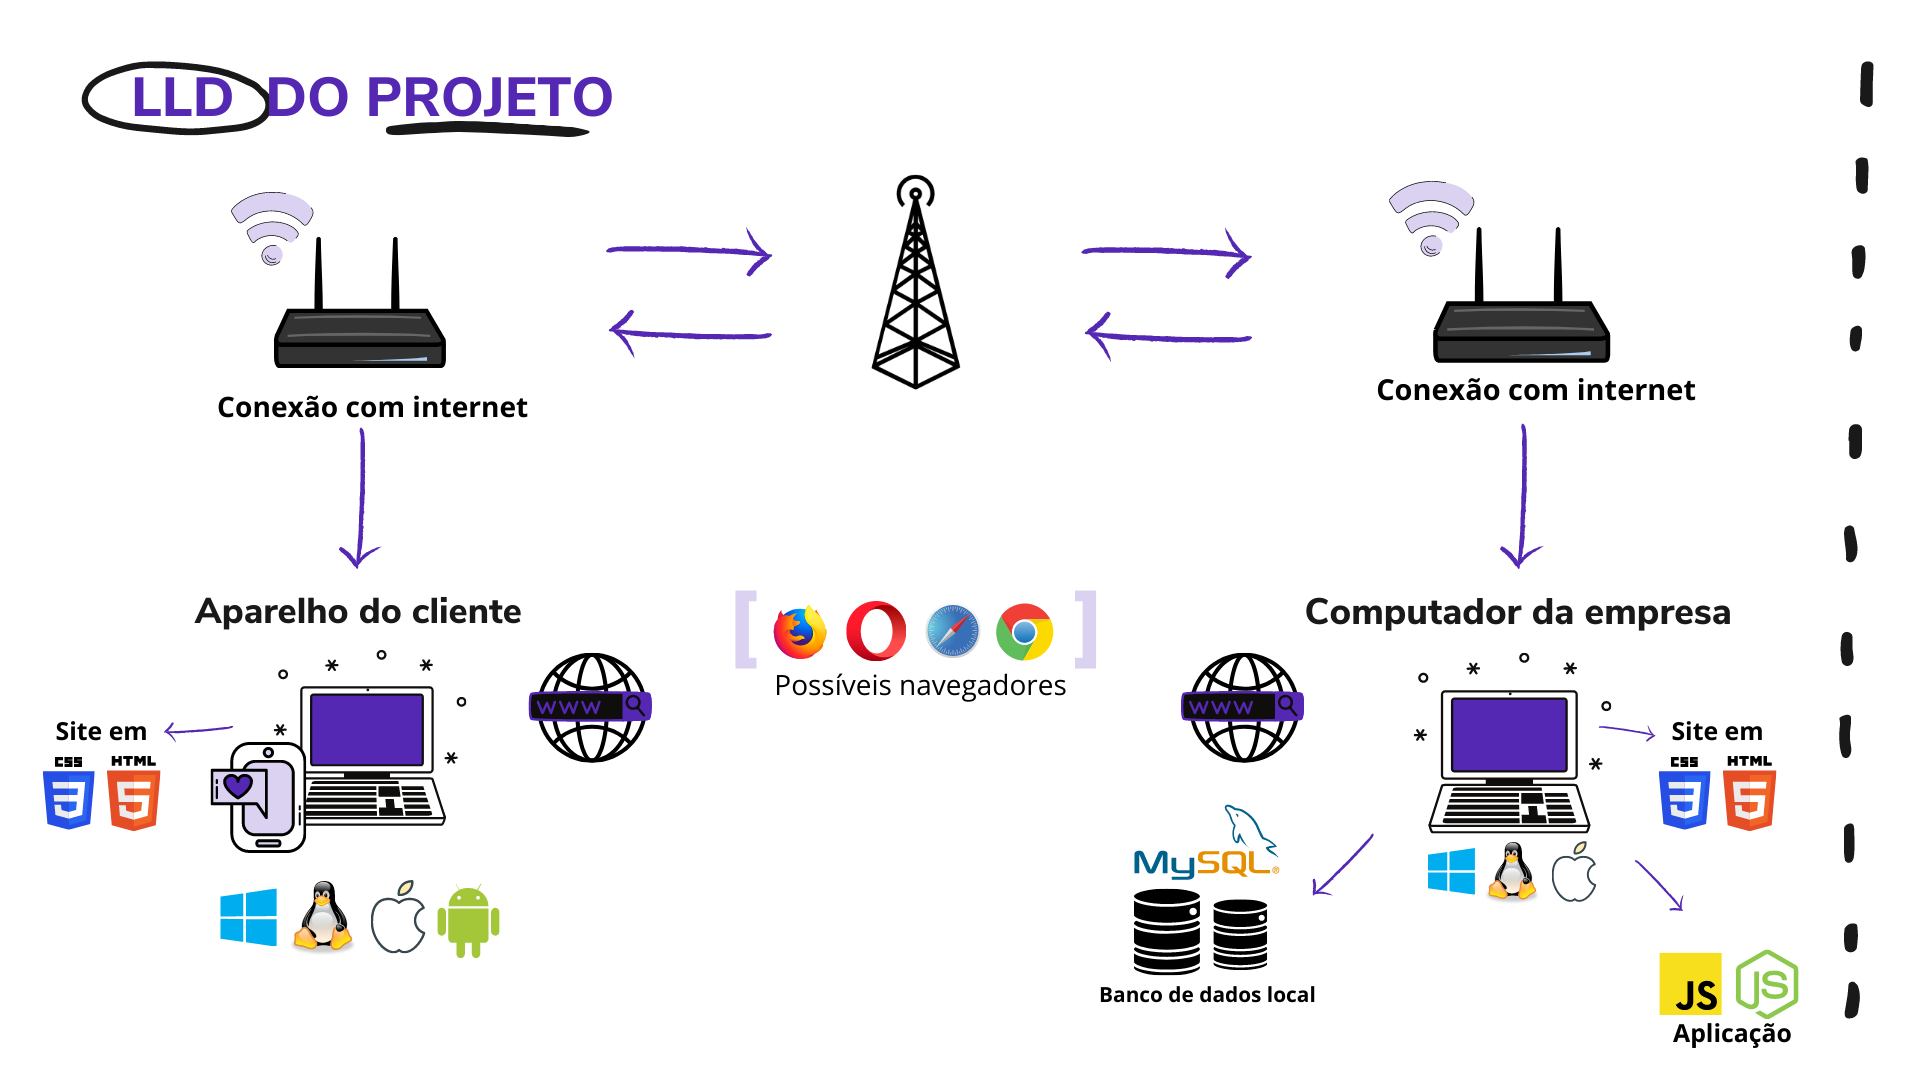 LLD DO PROJETO
Conexão com internet
Conexão com internet
Aparelho do cliente
Possíveis navegadores
Computador da empresa
Site em
CSS HTML
WWW
WWW
Site em
CSS HTML
MySQL®
Banco de dados local
JS JS
Aplicação